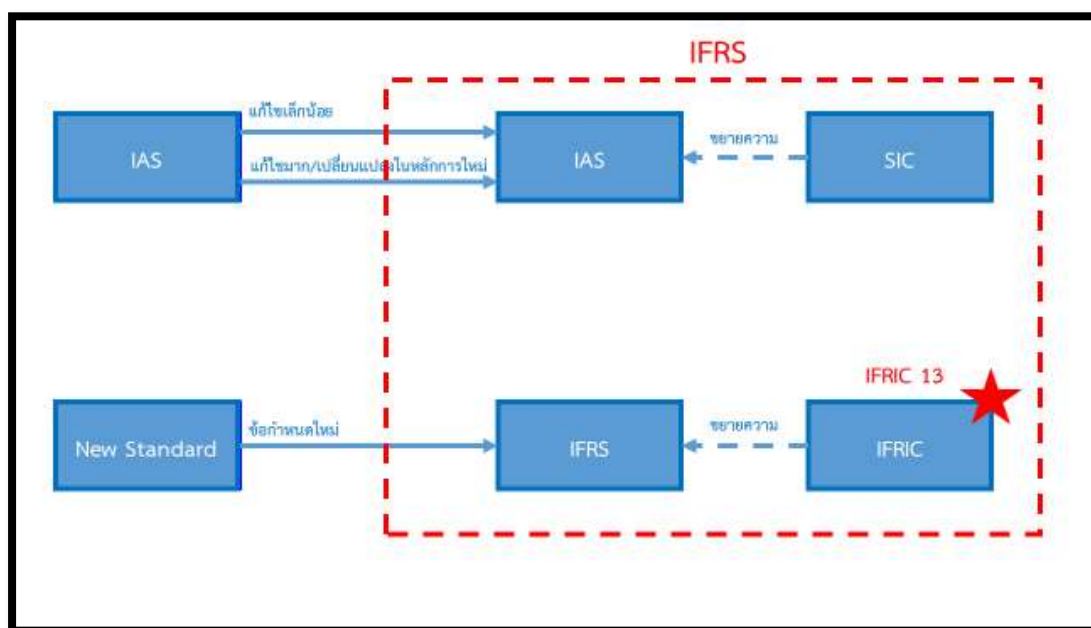 IFRS
แก้ไขเล็กน้อย
IAS
แก้ไขมาก/เปลี่ยนแปลงในหลักการใหม่
IAS
ขยายความ
SIC
IFRIC 13
New Standard
ข้อกำหนดใหม่
IFRS
ขยายความ
IFRIC